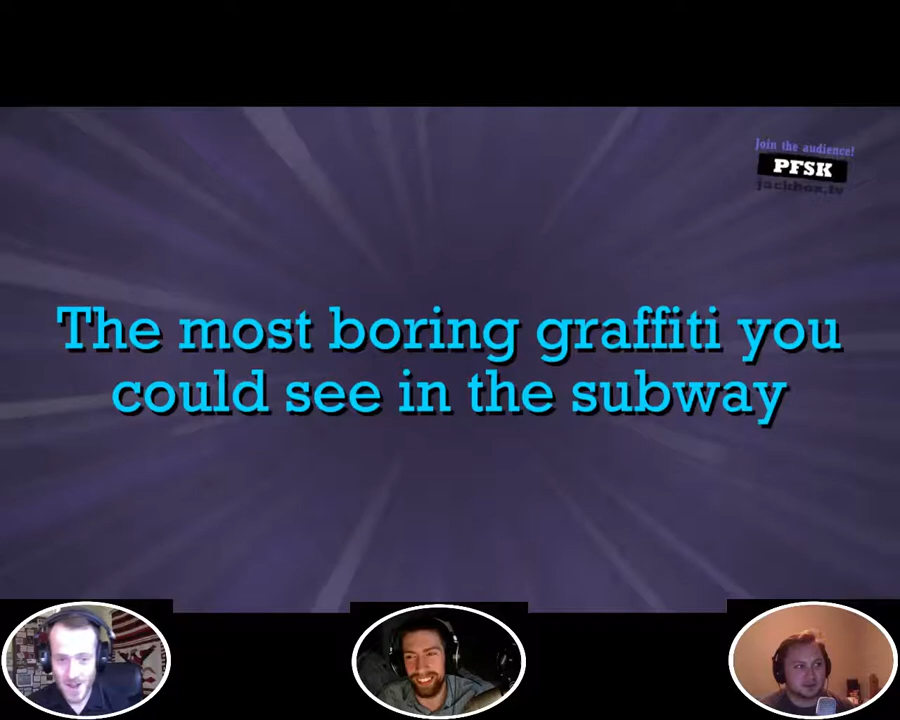 Join the audience!
PFSK
jackbox.tv
The most boring graffiti you
could see in the subway